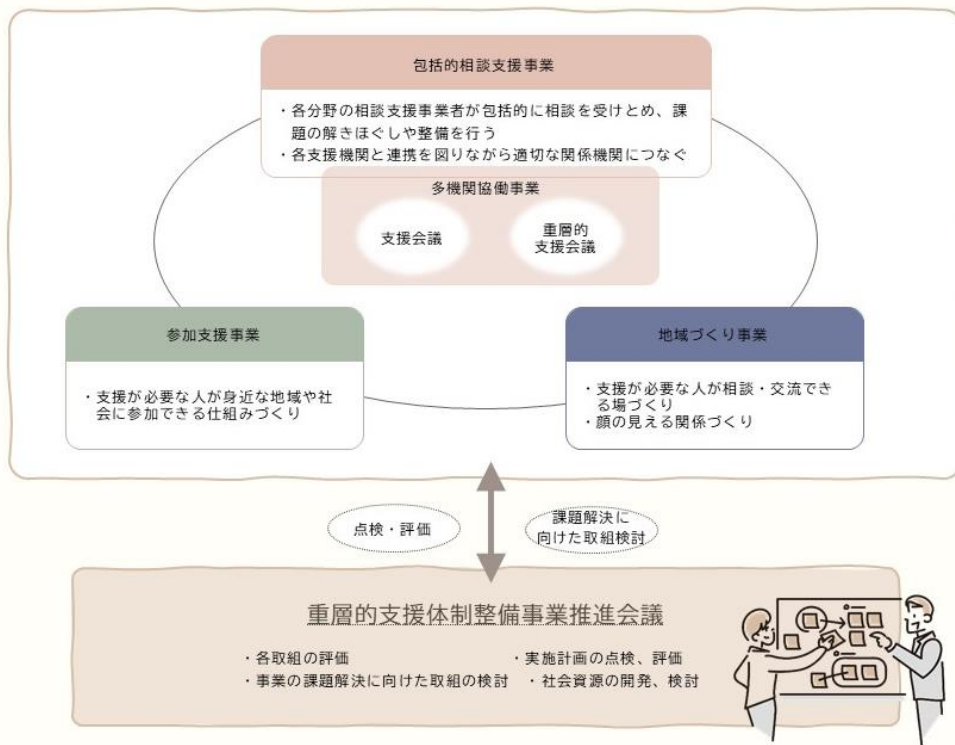 包括的相談支援事業
・各分野の相談支援事業者が包括的に相談を受けとめ、課
題の解きほぐしや整備を行う
・各支援機関と連携を図りながら適切な関係機関につなぐ
多機関協働事業
支援会議
重層的
支援会議
参加支援事業
・支援が必要な人が身近な地域や社
会に参加できる仕組みづくり
地域づくり事業
・支援が必要な人が相談・交流でき
る場づくり
・顔の見える関係づくり
点検・評価
課題解決に
向けた取組検討
重層的支援体制整備事業推進会議
・各取組の評価
・実施計画の点検、評価
・事業の課題解決に向けた取組の検討
・社会資源の開発、検討